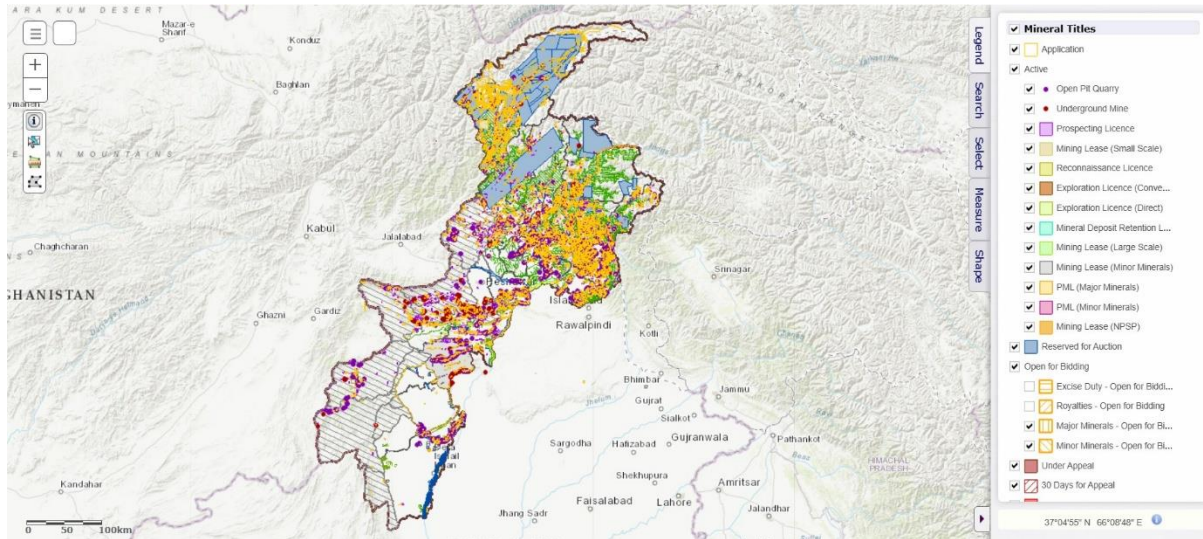 ARA KUM DESERT
Mazar-e
Sharif
Konduz
Baghlan
KARAKORAM RANGE
MOUNTAINS
Kabul
Jalalabad
Chaghcharan
GHANISTAN
Ghazni
Gardiz
Srinagar
Rawalpindi
Kotli
Bhimbar
Jammu
Gujrat
Jhelum
Sialkot
Pathankot
Sargodha
Hafizabad
Gujranwala
HIMACHAL
PRADESH
Kandahar
Sheikhupura
Amritsar
Faisalabad
Lahore
Jalandhar
Jhang Sadr
0 50 100km
Legend
Search
Select
Measure
Shape
Mineral Titles
Application
Active
Open Pit Quarry
Underground Mine
Prospecting Licence
Mining Lease (Small Scale)
Reconnaissance Licence
Exploration Licence (Conve...
Exploration Licence (Direct)
Mineral Deposit Retention L...
Mining Lease (Large Scale)
Mining Lease (Minor Minerals)
PML (Major Minerals)
PML (Minor Minerals)
Mining Lease (NPSP)
Reserved for Auction
Open for Bidding
Excise Duty - Open for Biddi...
Royalties - Open for Bidding
Major Minerals - Open for Bi...
Minor Minerals - Open for Bi...
Under Appeal
30 Days for Appeal
37°04'55" N 66°08'48" E